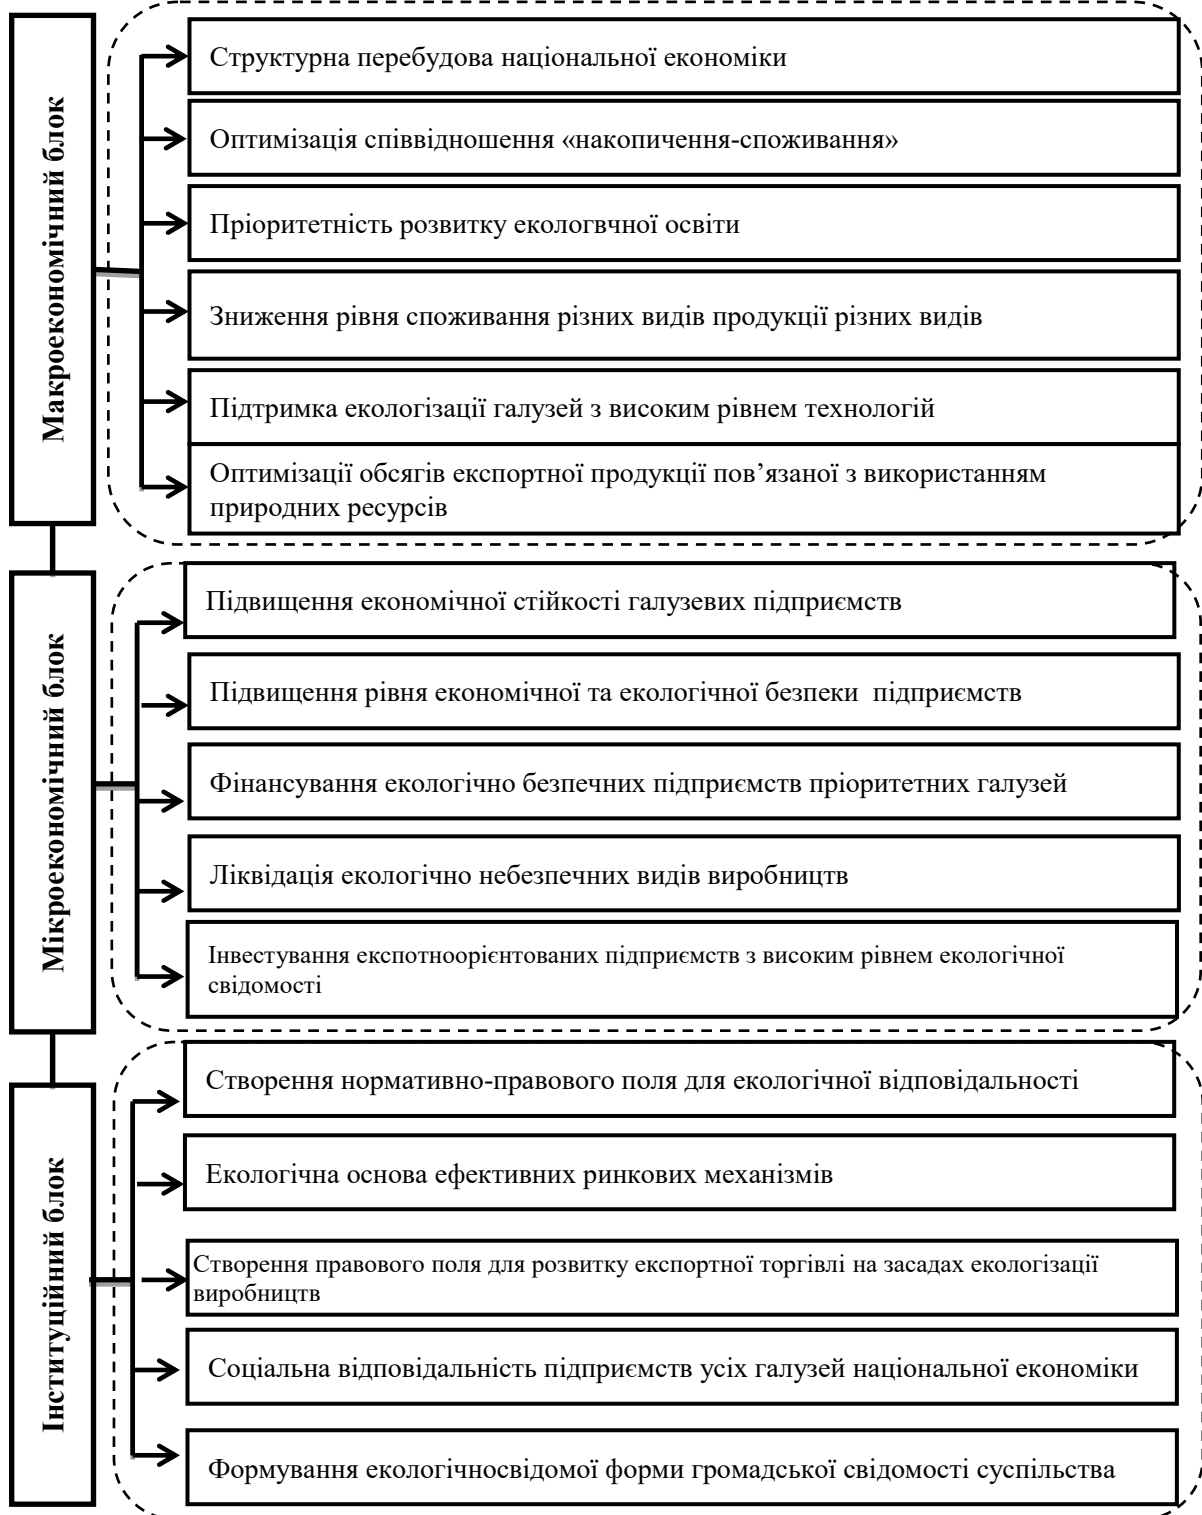 Макроекономічний блок
Структурна перебудова національної економіки
Оптимізація співвідношення «накопичення-споживання»
Пріоритетність розвитку екологвчної освіти
Зниження рівня споживання різних видів продукції різних видів
Підтримка екологізації галузей з високим рівнем технологій
Оптимізації обсягів експортної продукції пов’язаної з використанням
природних ресурсів
Мікроекономічний блок
Підвищення економічної стійкості галузевих підприємств
Підвищення рівня економічної та екологічної безпеки  підприємств
Фінансування екологічно безпечних підприємств пріоритетних галузей
Ліквідація екологічно небезпечних видів виробництв
Інвестування експотноорієнтованих підприємств з високим рівнем екологічної
свідомості
Інституційний блок
Створення нормативно-правового поля для екологічної відповідальності
Екологічна основа ефективних ринкових механізмів
Створення правового поля для розвитку експортної торгівлі на засадах екологізації
виробництв
Соціальна відповідальність підприємств усіх галузей національної економіки
Формування екологічносвідомої форми громадської свідомості суспільства